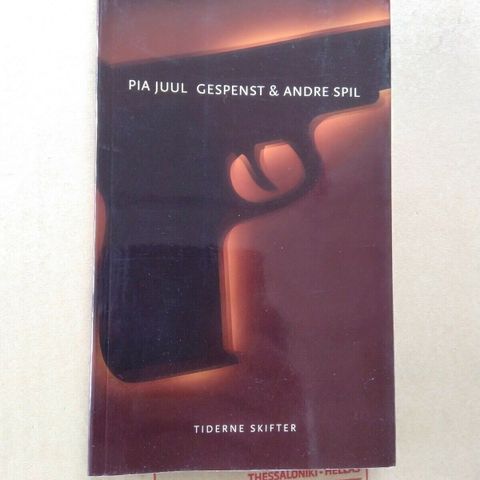 PIA JUUL GESPENST & ANDRE SPIL
TIDERNE SKIFTER
THESSALONIKI - HELLAS